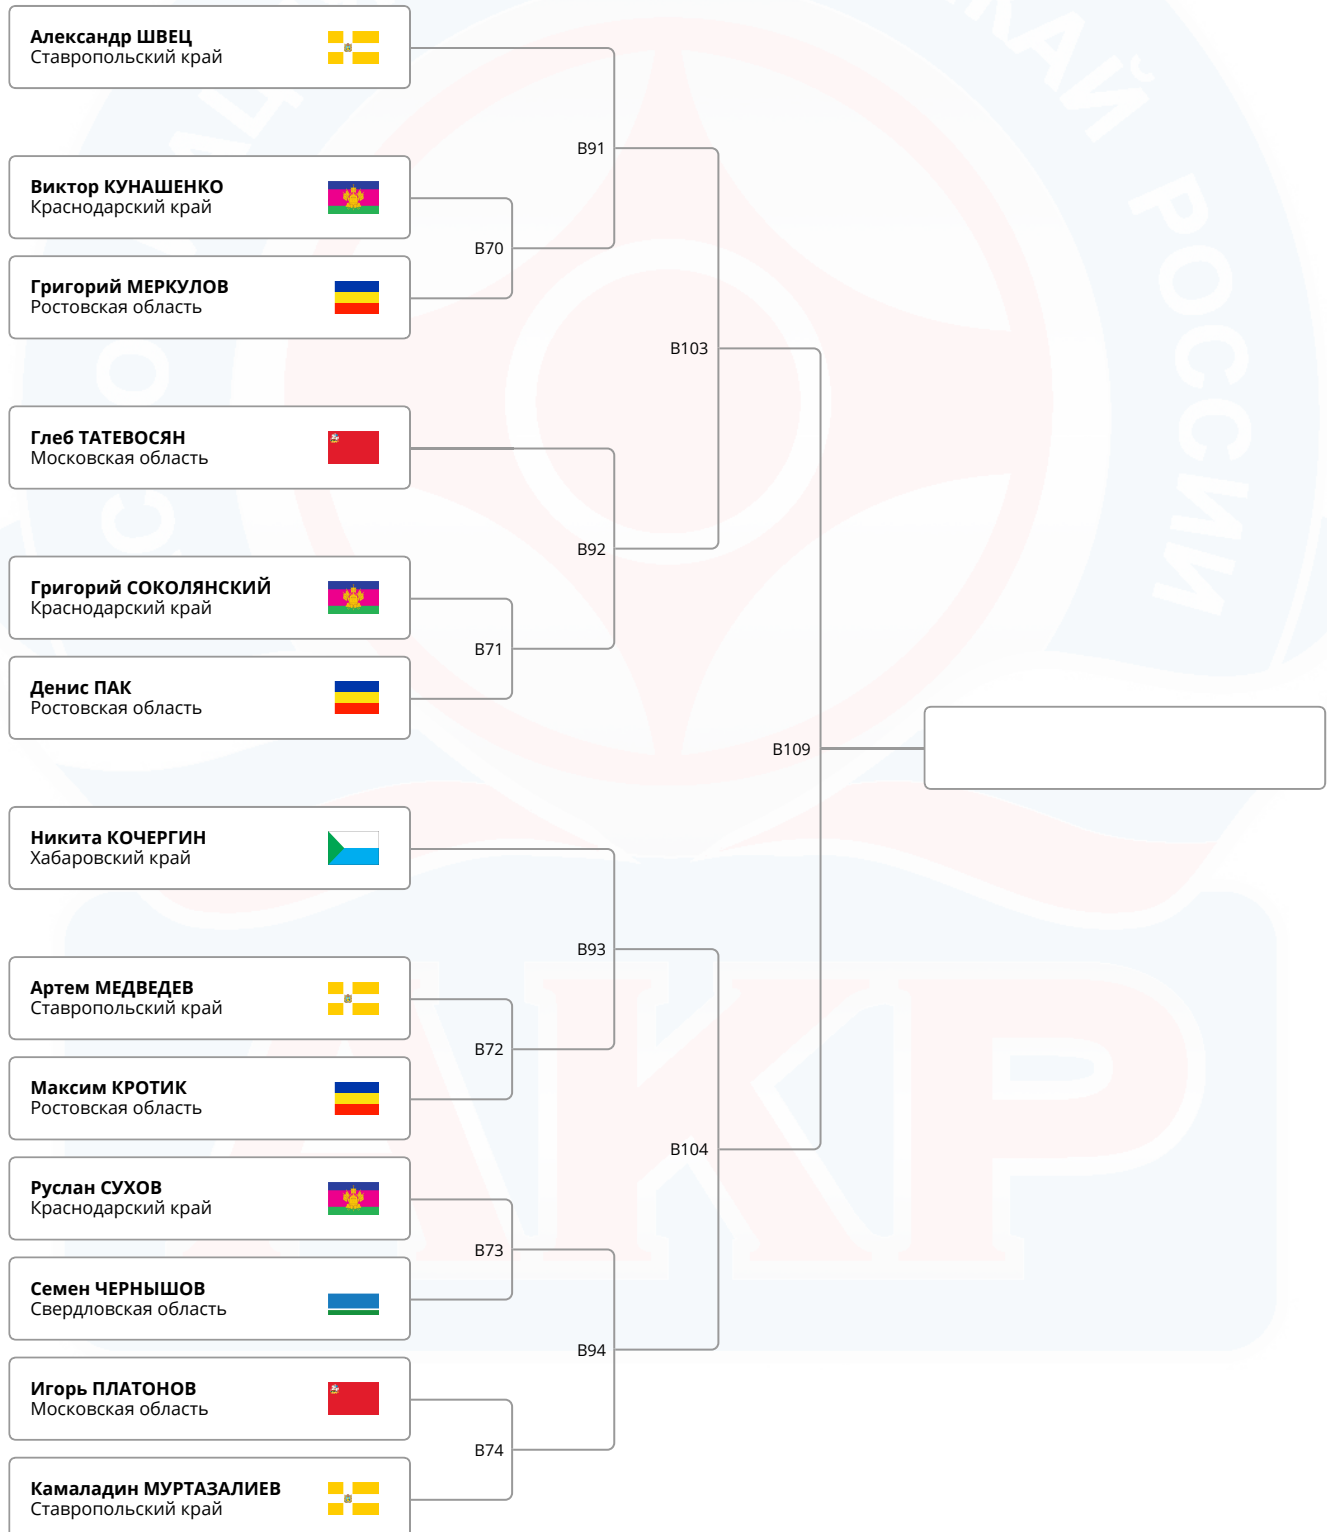 Александр ШВЕЦ
Ставропольский край
B91
Виктор КУНАШЕНКО
Краснодарский край
B70
Григорий МЕРКУЛОВ
Ростовская область
B103
Глеб ТАТЕВОСЯН
Московская область
B92
Григорий СОКОЛЯНСКИЙ
Краснодарский край
B71
Денис ПАК
Ростовская область
B109
Никита КОЧЕРГИН
Хабаровский край
B93
Артем МЕДВЕДЕВ
Ставропольский край
B72
Максим КРОТИК
Ростовская область
B104
Руслан СУХОВ
Краснодарский край
B73
Семен ЧЕРНЫШОВ
Свердловская область
B94
Игорь ПЛАТОНОВ
Московская область
B74
Камаладин МУРТАЗАЛИЕВ
Ставропольский край
РОССИИ
АКР